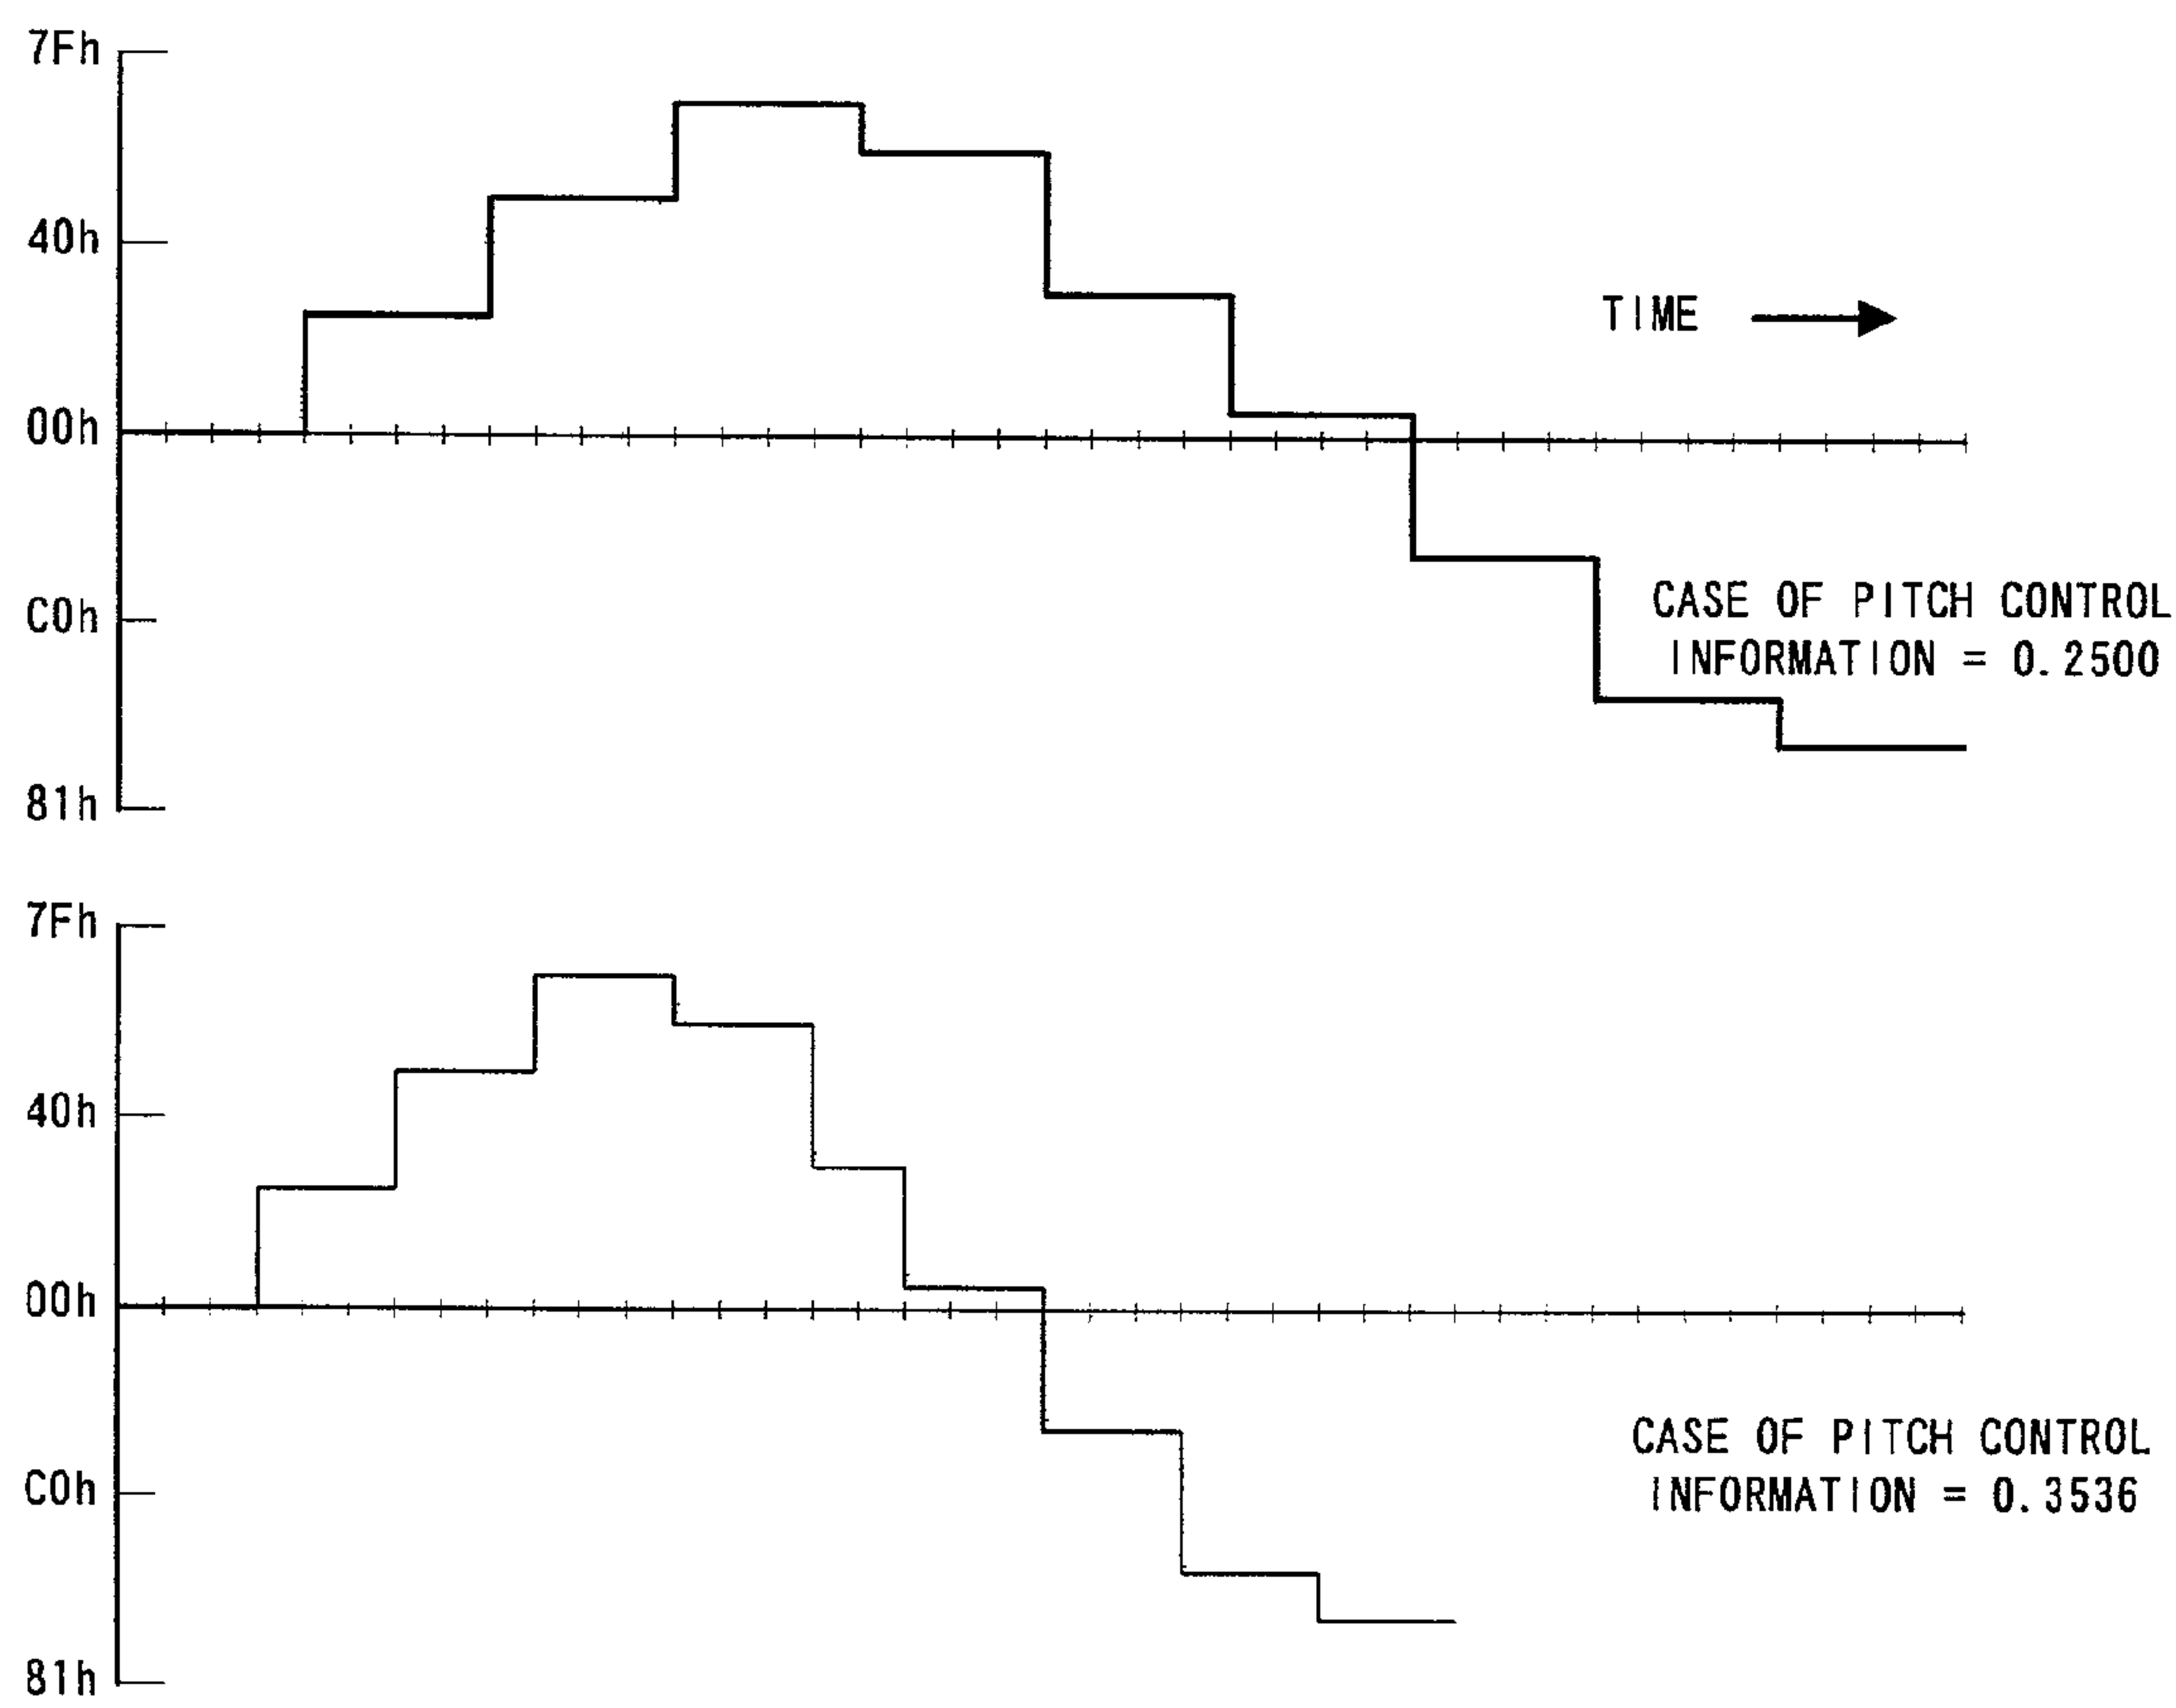 7Fh
40h
TIME
00h
C0h
CASE OF PITCH CONTROL
INFORMATION = 0.2500
81h
7Fh
40h
00h
CASE OF PITCH CONTROL
C0h
INFORMATION = 0.3536
81h